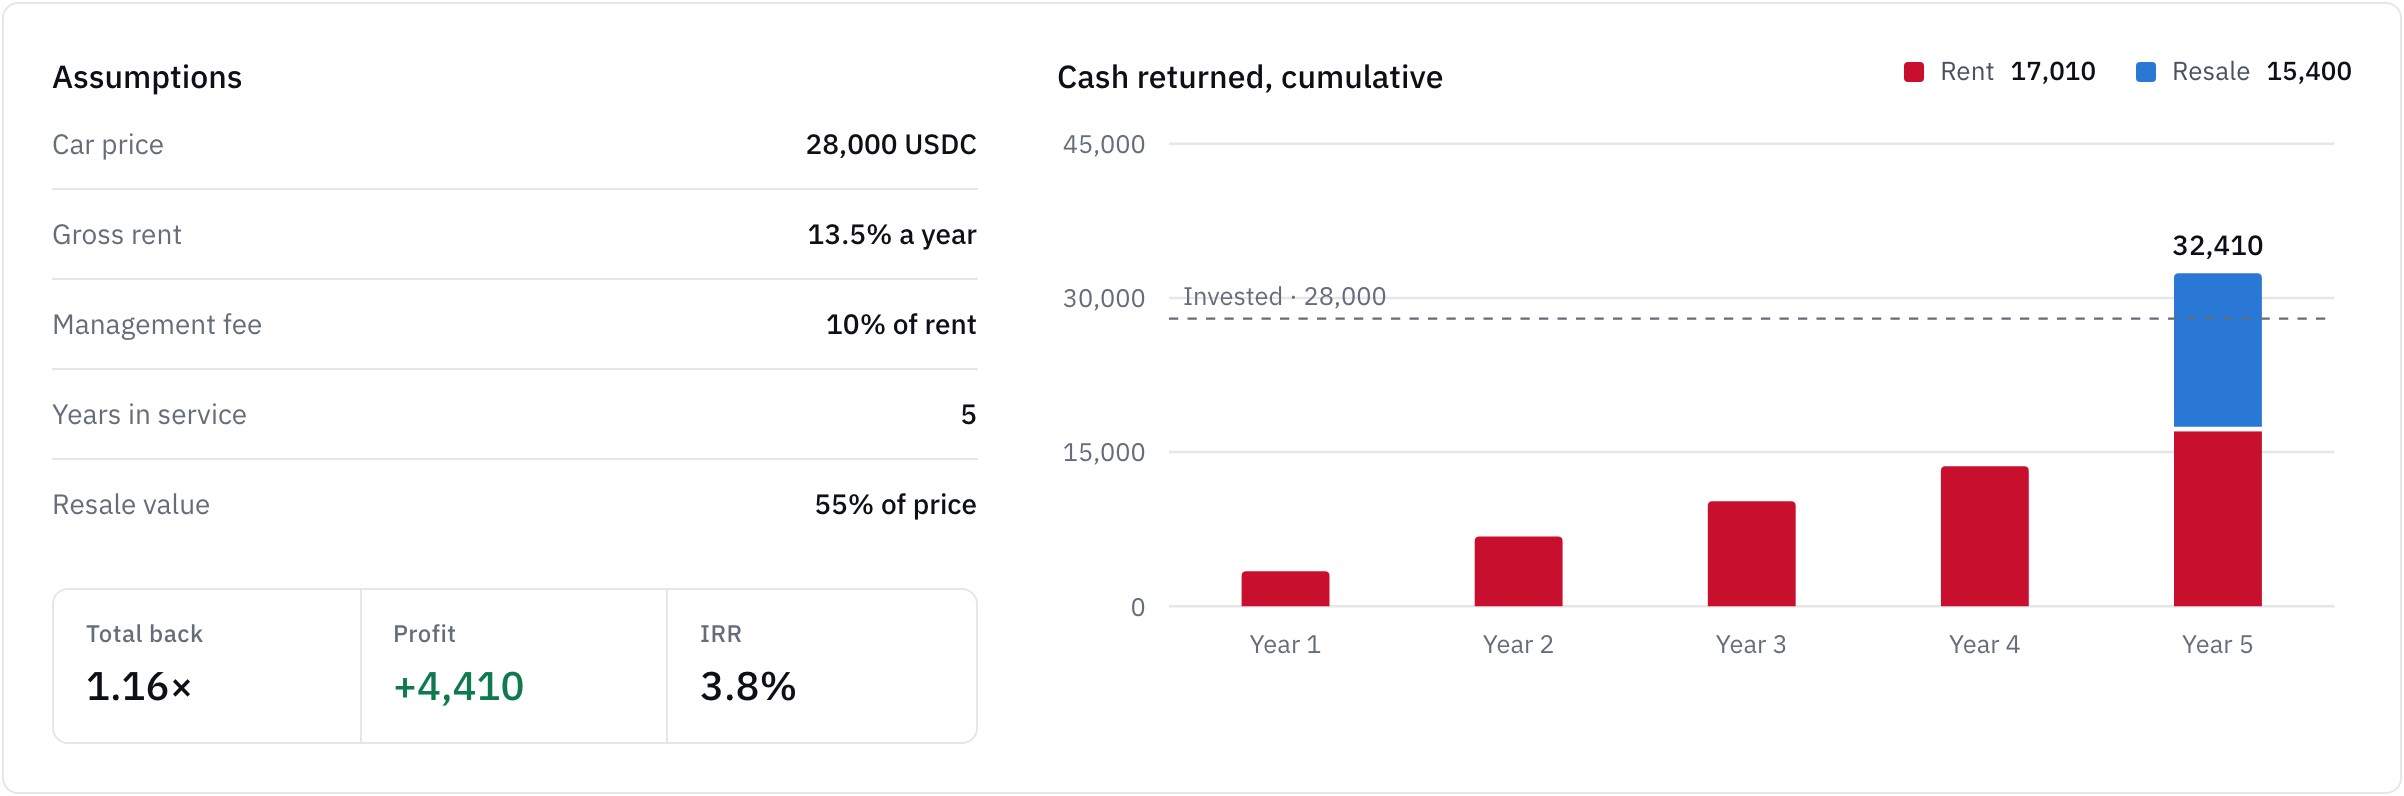 Assumptions
Car price 28,000 USDC
Gross rent 13.5% a year
Management fee 10% of rent
Years in service 5
Resale value 55% of price
Total back Profit IRR
1.16× +4,410 3.8%
Cash returned, cumulative
Rent 17,010 Resale 15,400
45,000
32,410
30,000 Invested · 28,000
15,000
0
Year 1 Year 2 Year 3 Year 4 Year 5